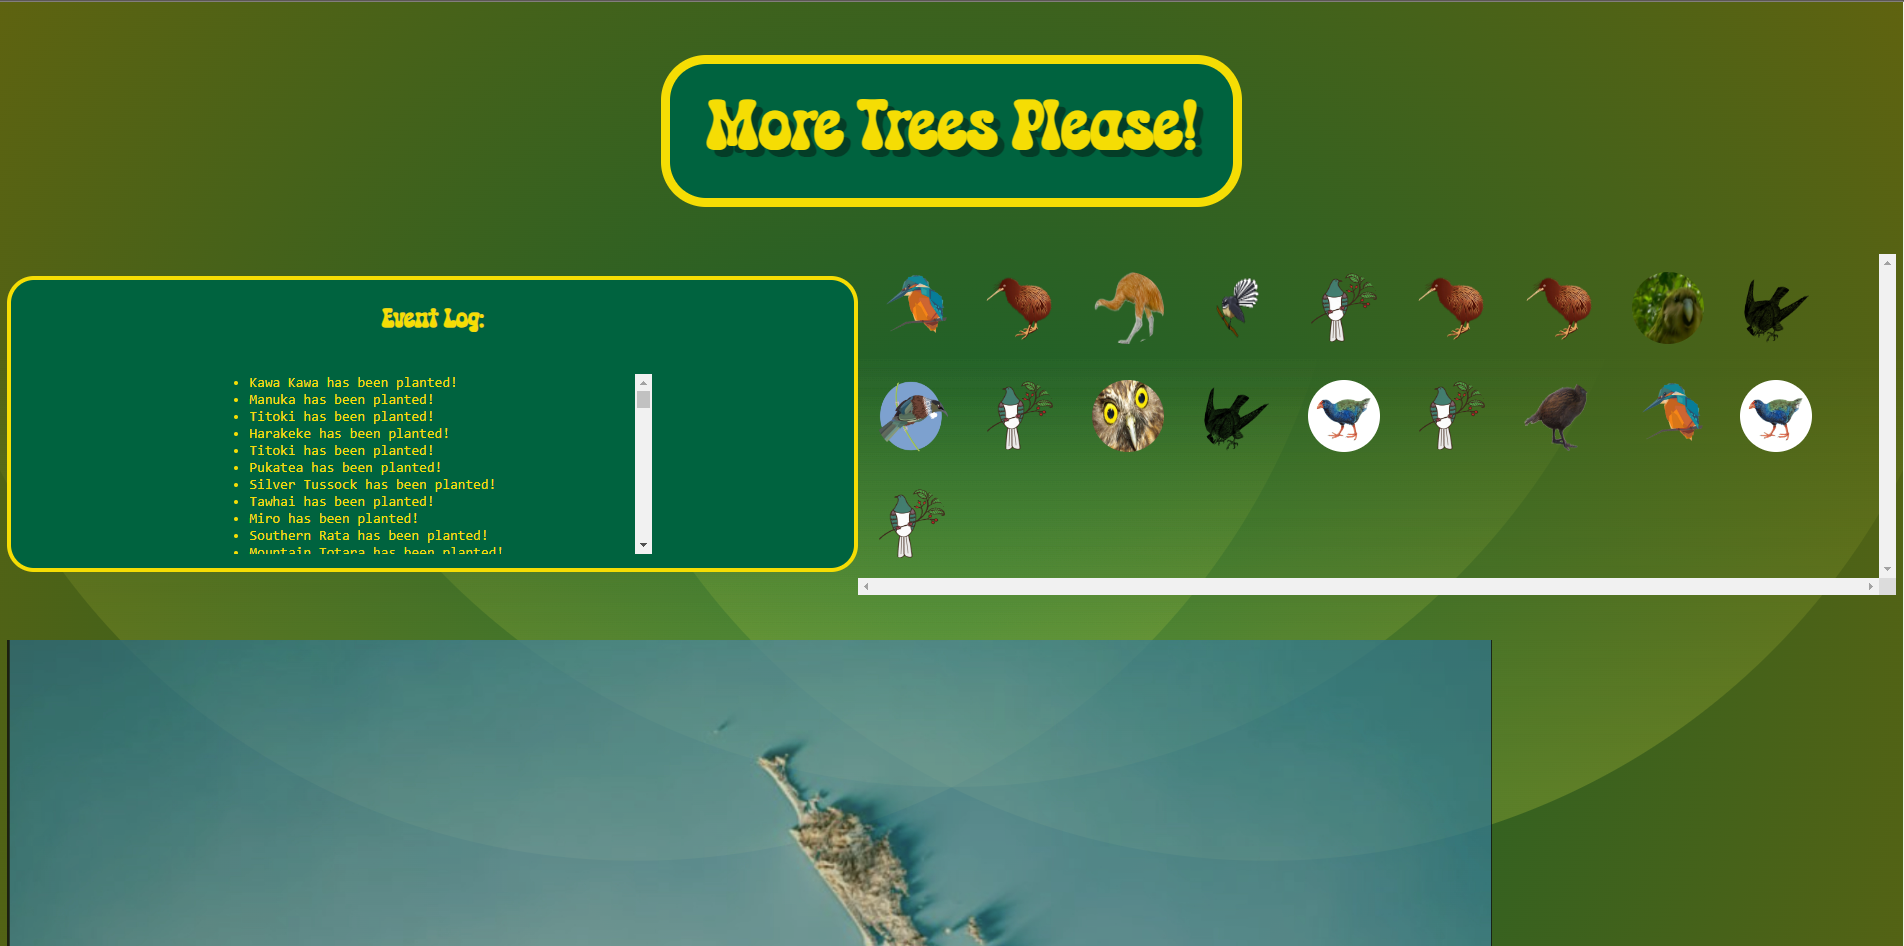 More Trees Please!
Event Log:
Kawa Kawa has been planted!
Manuka has been planted!
Titoki has been planted!
Harakeke has been planted!
Titoki has been planted!
Pukatea has been planted!
Silver Tussock has been planted!
Tawhai has been planted!
Miro has been planted!
Southern Rata has been planted!
Mountain Totara has been planted!